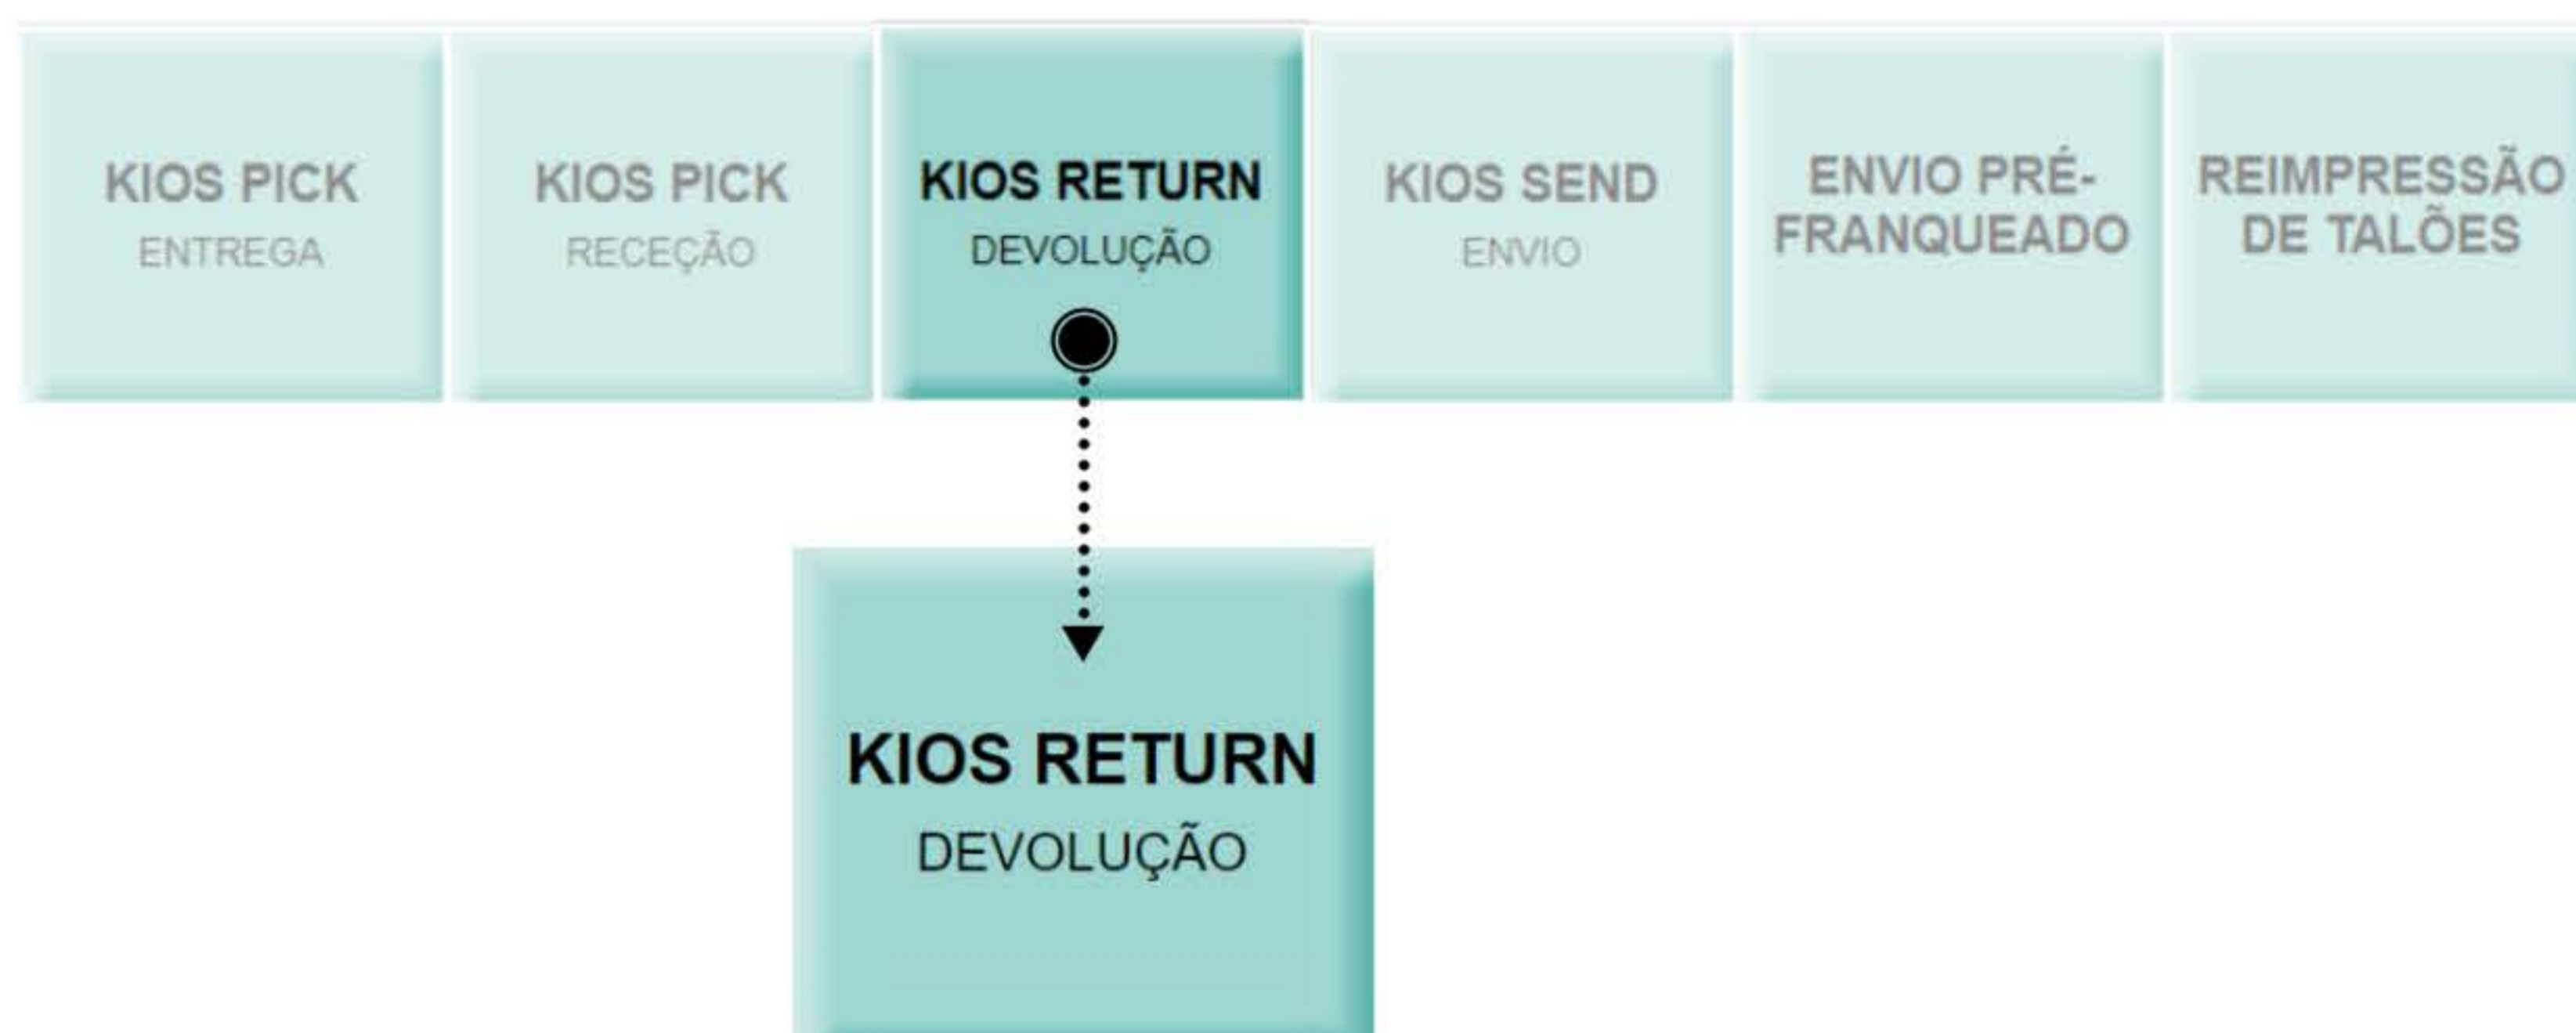 KIOS PICK
ENTREGA
KIOS PICK
RECEÇÃO
KIOS RETURN
DEVOLUÇÃO
KIOS SEND
ENVIO
ENVIO PRÉ-
FRANQUEADO
REIMPRESSÃO
DE TALÕES
KIOS RETURN
DEVOLUÇÃO